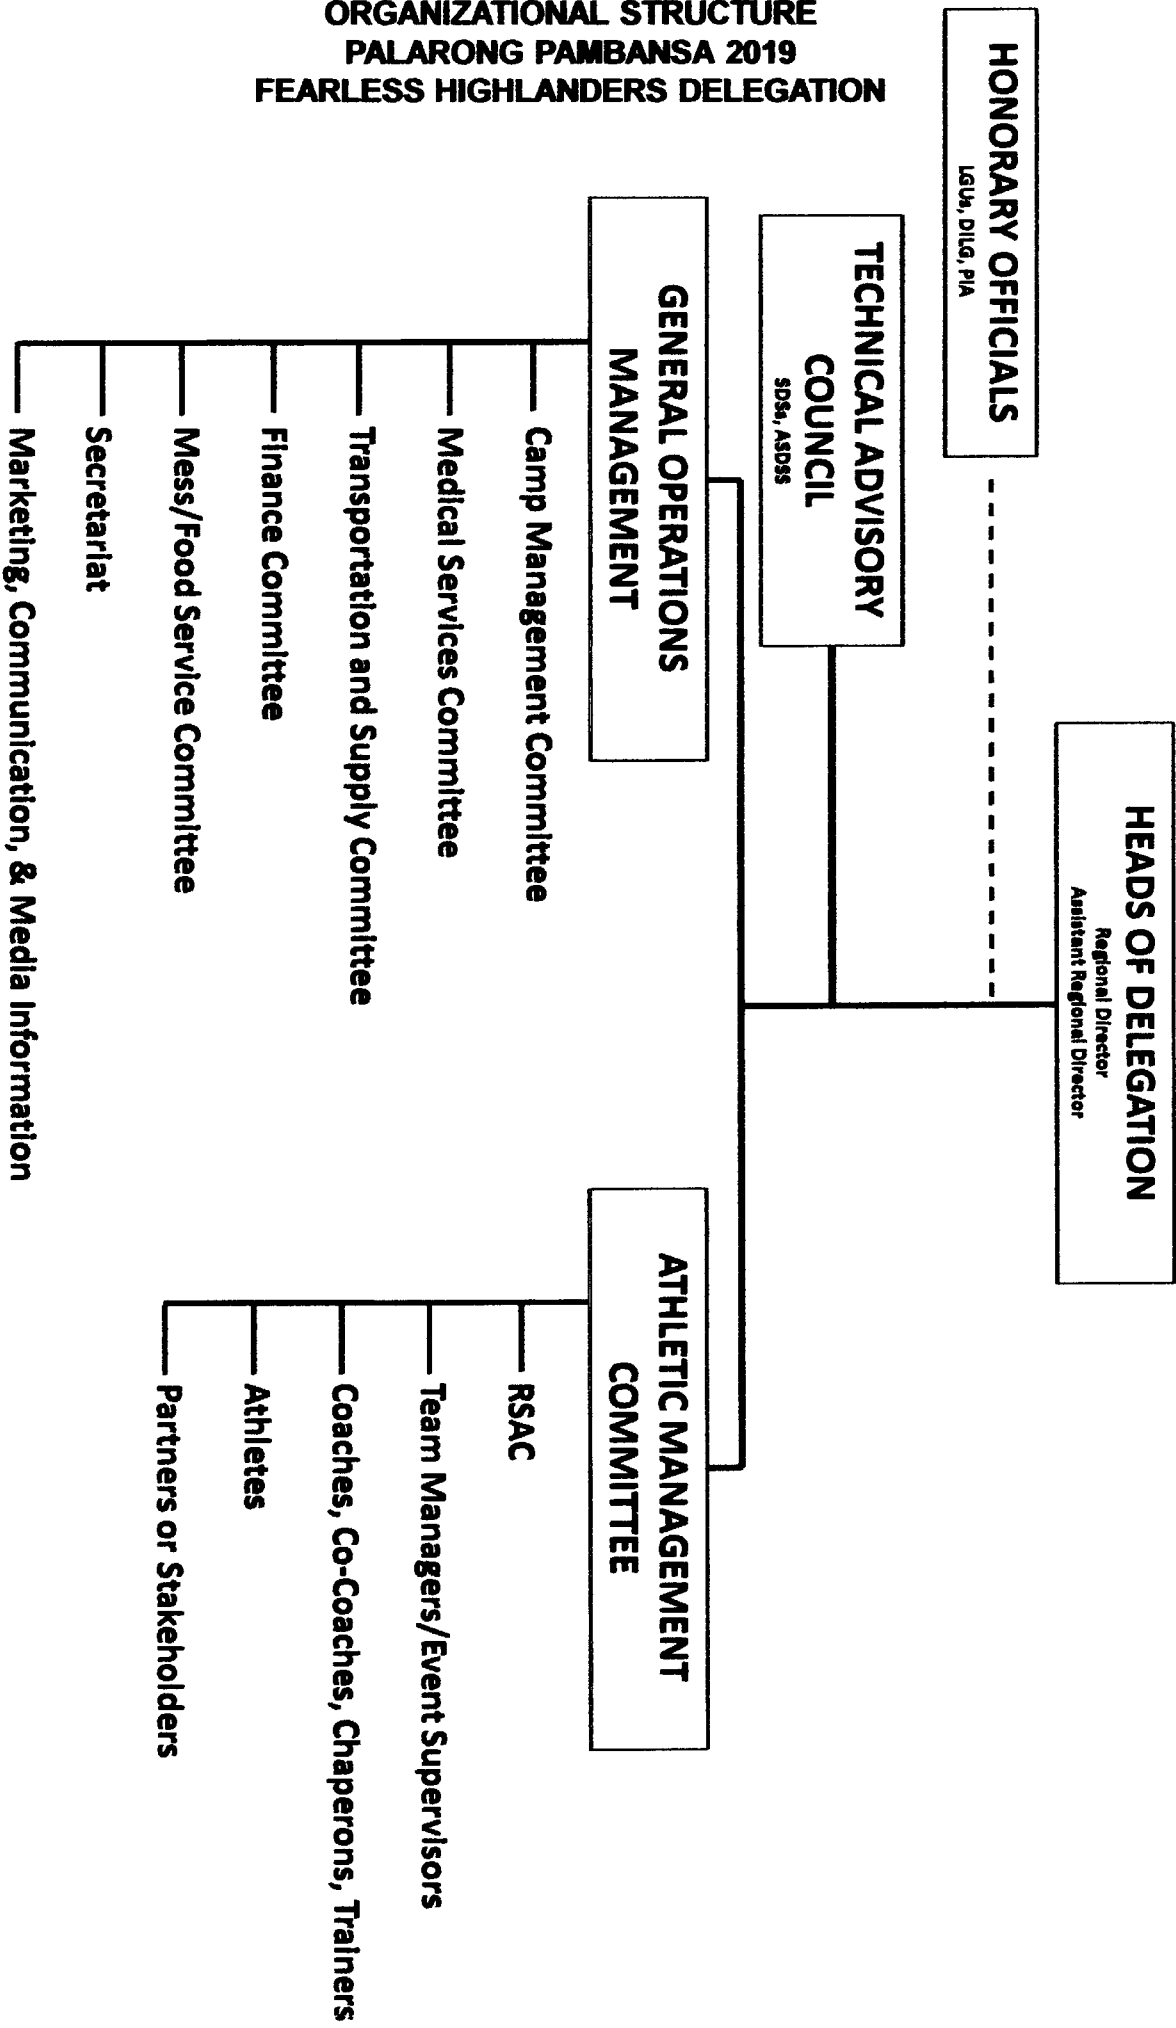 ORGANIZATIONAL STRUCTURE
PALARONG PAMBANSA 2019
FEARLESS HIGHLANDERS DELEGATION
HEADS OF DELEGATION
Regional Director
Assistant Regional Director
HONORARY OFFICIALS
LGUs, DILG, PIA
TECHNICAL ADVISORY
COUNCIL
SDSs, ASDSS
GENERAL OPERATIONS
MANAGEMENT
Camp Management Committee
Medical Services Committee
Transportation and Supply Committee
Finance Committee
Mess/Food Service Committee
Secretariat
Marketing, Communication, & Media Information
ATHLETIC MANAGEMENT
COMMITTEE
RSAC
Team Managers/Event Supervisors
Coaches, Co-Coaches, Chaperons, Trainers
Athletes
Partners or Stakeholders